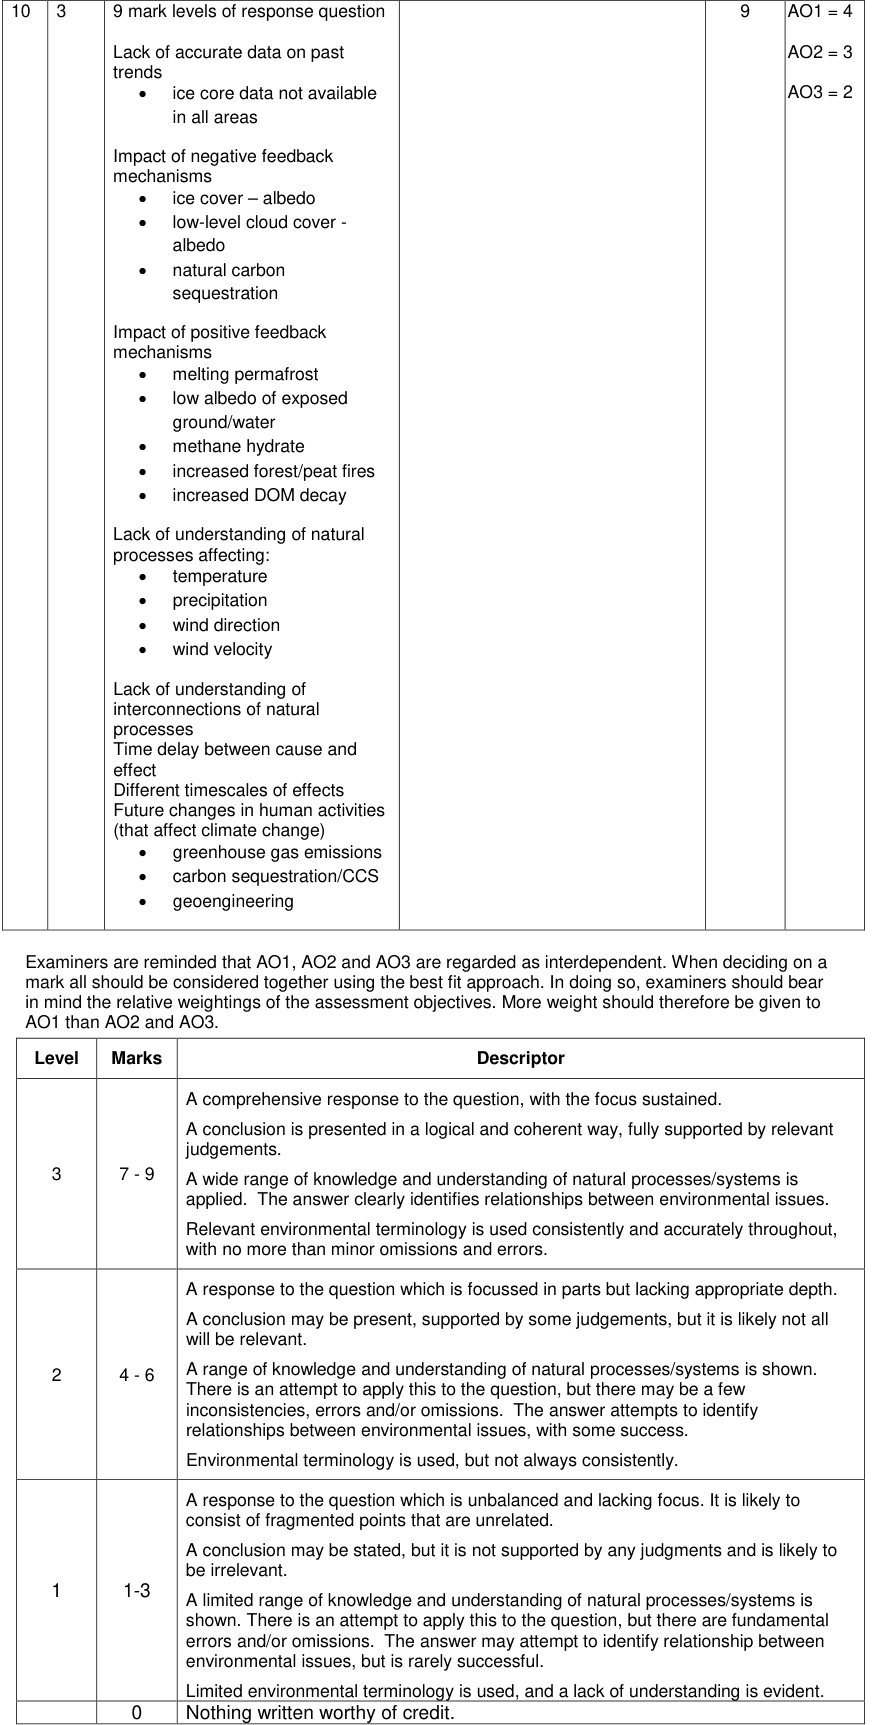 10 3 9 mark levels of response question 9 AO1 = 4
Lack of accurate data on past AO2 = 3
trends
• ice core data not available AO3 = 2
in all areas
Impact of negative feedback
mechanisms
• ice cover – albedo
• low-level cloud cover -
albedo
• natural carbon
sequestration
Impact of positive feedback
mechanisms
• melting permafrost
• low albedo of exposed
ground/water
• methane hydrate
• increased forest/peat fires
• increased DOM decay
Lack of understanding of natural
processes affecting:
• temperature
• precipitation
• wind direction
• wind velocity
Lack of understanding of
interconnections of natural
processes
Time delay between cause and
effect
Different timescales of effects
Future changes in human activities
(that affect climate change)
• greenhouse gas emissions
• carbon sequestration/CCS
• geoengineering
Examiners are reminded that AO1, AO2 and AO3 are regarded as interdependent. When deciding on a
mark all should be considered together using the best fit approach. In doing so, examiners should bear
in mind the relative weightings of the assessment objectives. More weight should therefore be given to
AO1 than AO2 and AO3.
Level Marks Descriptor
3 7 - 9
A comprehensive response to the question, with the focus sustained.
A conclusion is presented in a logical and coherent way, fully supported by relevant
judgements.
A wide range of knowledge and understanding of natural processes/systems is
applied. The answer clearly identifies relationships between environmental issues.
Relevant environmental terminology is used consistently and accurately throughout,
with no more than minor omissions and errors.
2 4 - 6
A response to the question which is focussed in parts but lacking appropriate depth.
A conclusion may be present, supported by some judgements, but it is likely not all
will be relevant.
A range of knowledge and understanding of natural processes/systems is shown.
There is an attempt to apply this to the question, but there may be a few
inconsistencies, errors and/or omissions. The answer attempts to identify
relationships between environmental issues, with some success.
Environmental terminology is used, but not always consistently.
1 1-3
A response to the question which is unbalanced and lacking focus. It is likely to
consist of fragmented points that are unrelated.
A conclusion may be stated, but it is not supported by any judgments and is likely to
be irrelevant.
A limited range of knowledge and understanding of natural processes/systems is
shown. There is an attempt to apply this to the question, but there are fundamental
errors and/or omissions. The answer may attempt to identify relationship between
environmental issues, but is rarely successful.
Limited environmental terminology is used, and a lack of understanding is evident.
0 Nothing written worthy of credit.